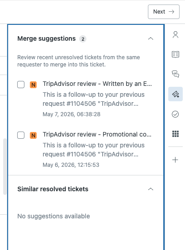 Next
Merge suggestions 2
Review recent unresolved tickets from the same
requester to merge into this ticket.
N TripAdvisor review - Written by an E...
This is a follow-up to your previous
request #1104506 "TripAdvisor...
May 7, 2026, 06:38:28
N TripAdvisor review - Promotional co...
This is a follow-up to your previous
request #1104506 "TripAdvisor...
May 6, 2026, 12:15:53
Similar resolved tickets
No suggestions available